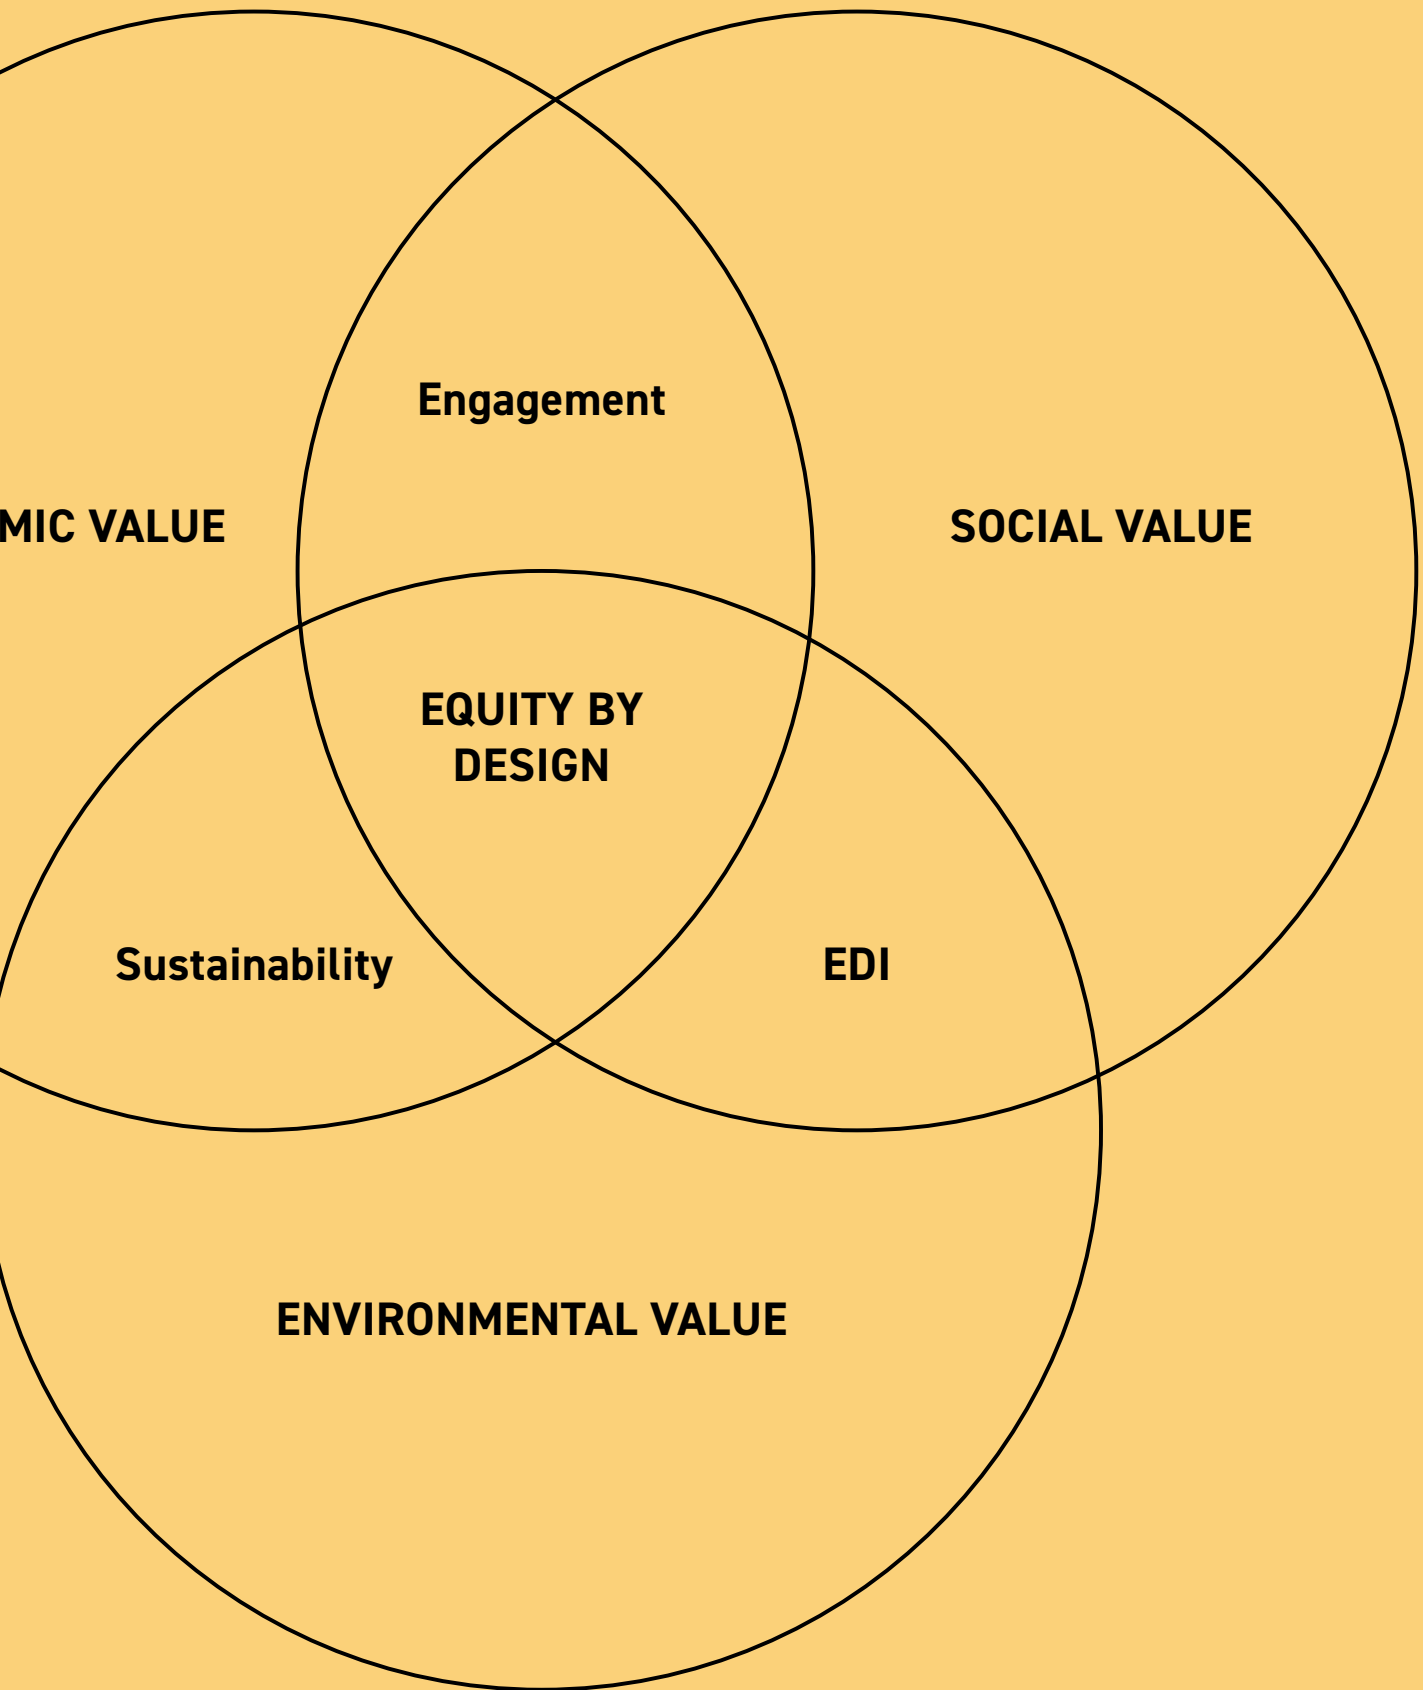 Engagement
MIC VALUE
SOCIAL VALUE
EQUITY BY
DESIGN
Sustainability
EDI
ENVIRONMENTAL VALUE